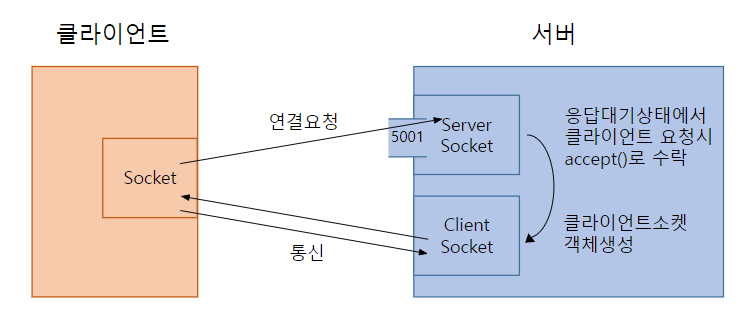 클라이언트
서버
연결요청
5001
Server
Socket
응답대기상태에서
클라이언트 요청시
accept()로 수락
Socket
Client
Socket
클라이언트소켓
객체생성
통신